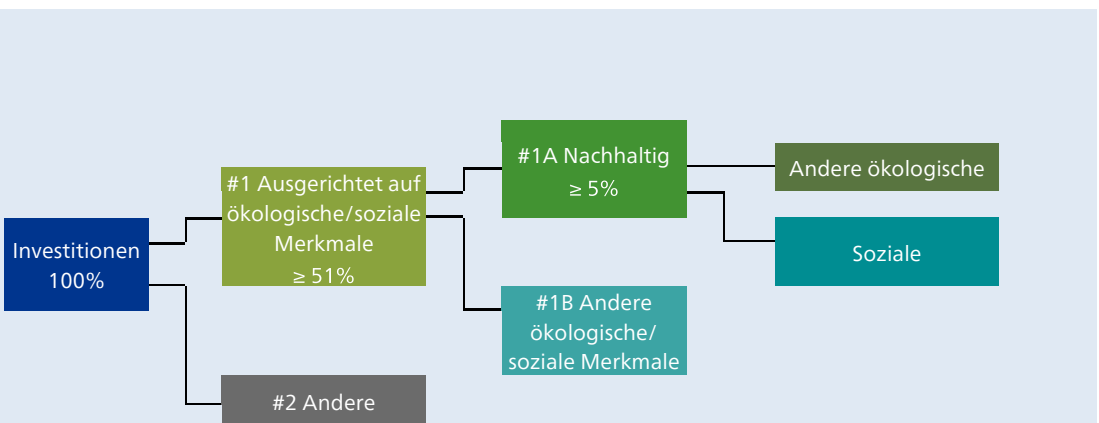 Investitionen
100%
#1 Ausgerichtet auf
ökologische/soziale
Merkmale
≥ 51%
#2 Andere
#1A Nachhaltig
≥ 5%
#1B Andere
ökologische/
soziale Merkmale
Andere ökologische
Soziale